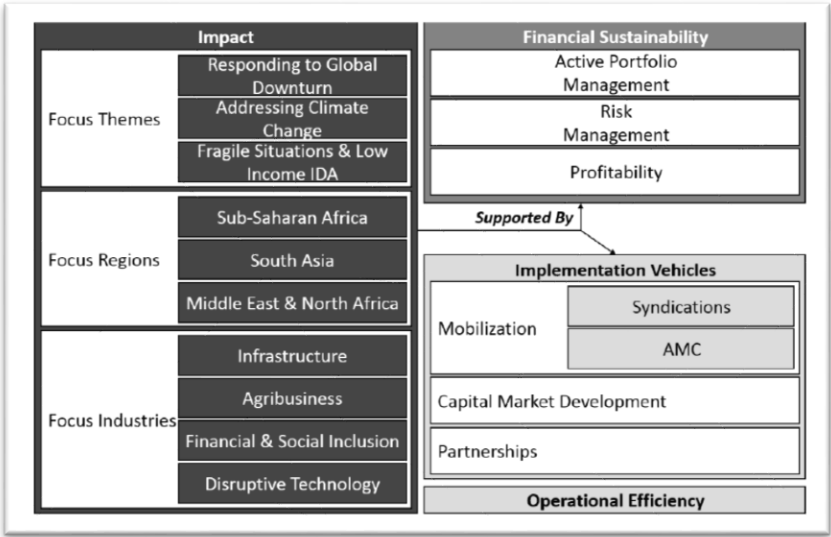 Impact
Focus Themes
Responding to Global
Downturn
Addressing Climate
Change
Fragile Situations & Low
Income IDA
Focus Regions
Sub-Saharan Africa
South Asia
Middle East & North Africa
Focus Industries
Infrastructure
Agribusiness
Financial & Social Inclusion
Disruptive Technology
Financial Sustainability
Active Portfolio
Management
Risk
Management
Profitability
Supported By
Implementation Vehicles
Mobilization
Syndications
AMC
Capital Market Development
Partnerships
Operational Efficiency